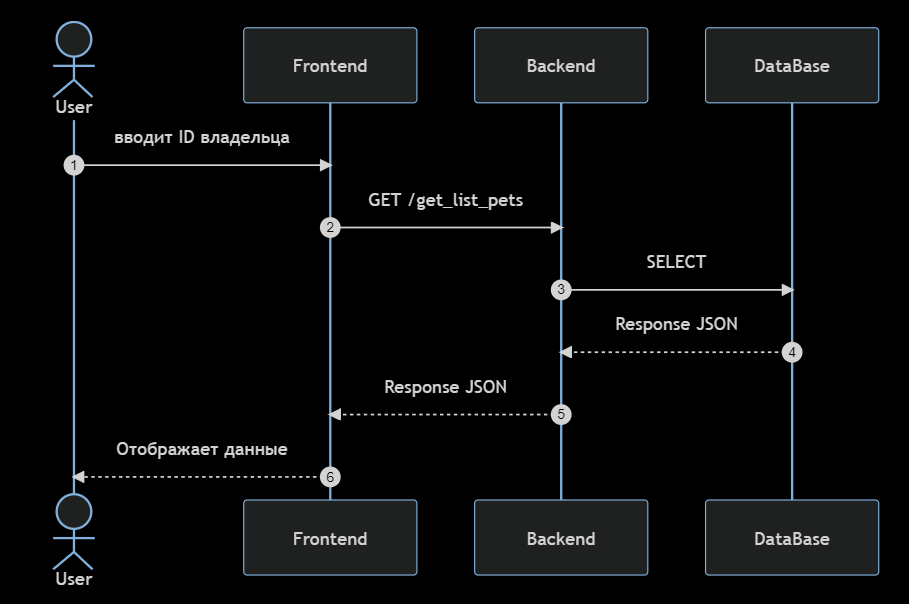 Frontend
Backend
DataBase
User
вводит ID владельца
1
GET /get_list_pets
2
SELECT
3
Response JSON
4
Response JSON
5
Отображает данные
6
Frontend
Backend
DataBase
User